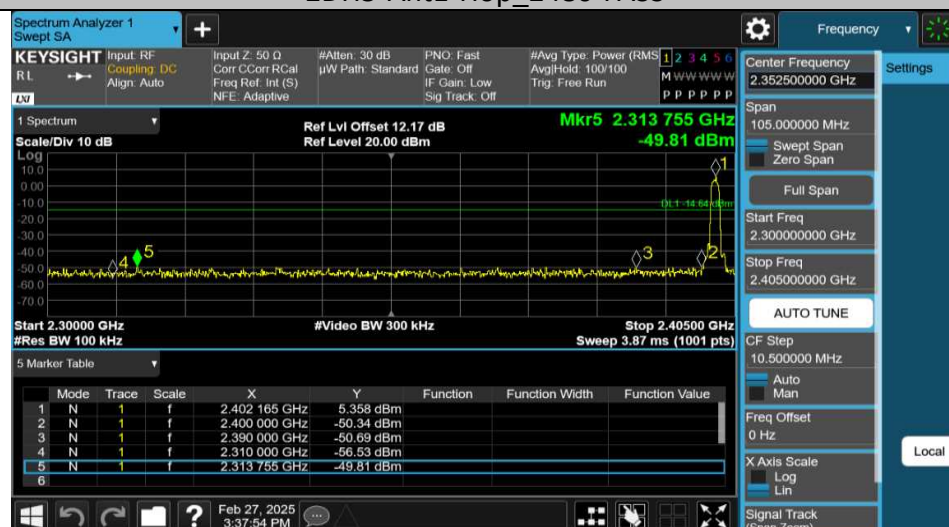 Spectrum Analyzer 1
Swept SA
+
Frequency
KEYSIGHT
R L
LXI
Input: RF
Coupling: DC
Align: Auto
Input Z: 50 Ω
Corr CCorr RCal
Freq Ref: Int (S)
NFE: Adaptive
#Atten: 30 dB
µW Path: Standard
PNO: Fast
Gate: Off
IF Gain: Low
Sig Track: Off
#Avg Type: Power (RMS
Avg|Hold: 100/100
Trig: Free Run
1 2 3 4 5 6
M W W W W W
P P P P P P
1 Spectrum
Scale/Div 10 dB
Ref Lvl Offset 12.17 dB
Ref Level 20.00 dBm
Mkr5 2.313 755 GHz
-49.81 dBm
Log
10.0
0.00
-10.0
-20.0
-30.0
-40.0
-50.0
-60.0
-70.0
1
DL1 -14.64 dBm
4
5
3
2
Start 2.30000 GHz
#Video BW 300 kHz
Stop 2.40500 GHz
#Res BW 100 kHz
Sweep 3.87 ms (1001 pts)
5 Marker Table
Mode Trace Scale X Y Function Function Width Function Value
1 N 1 f 2.402 165 GHz 5.358 dBm
2 N 1 f 2.400 000 GHz -50.34 dBm
3 N 1 f 2.390 000 GHz -50.69 dBm
4 N 1 f 2.310 000 GHz -56.53 dBm
5 N 1 f 2.313 755 GHz -49.81 dBm
6
?
Feb 27, 2025
3:37:54 PM
Center Frequency
2.352500000 GHz
Settings
Span
105.000000 MHz
Swept Span
Zero Span
Full Span
Start Freq
2.300000000 GHz
Stop Freq
2.405000000 GHz
AUTO TUNE
CF Step
10.500000 MHz
Auto
Man
Freq Offset
0 Hz
Local
X Axis Scale
Log
Lin
Signal Track